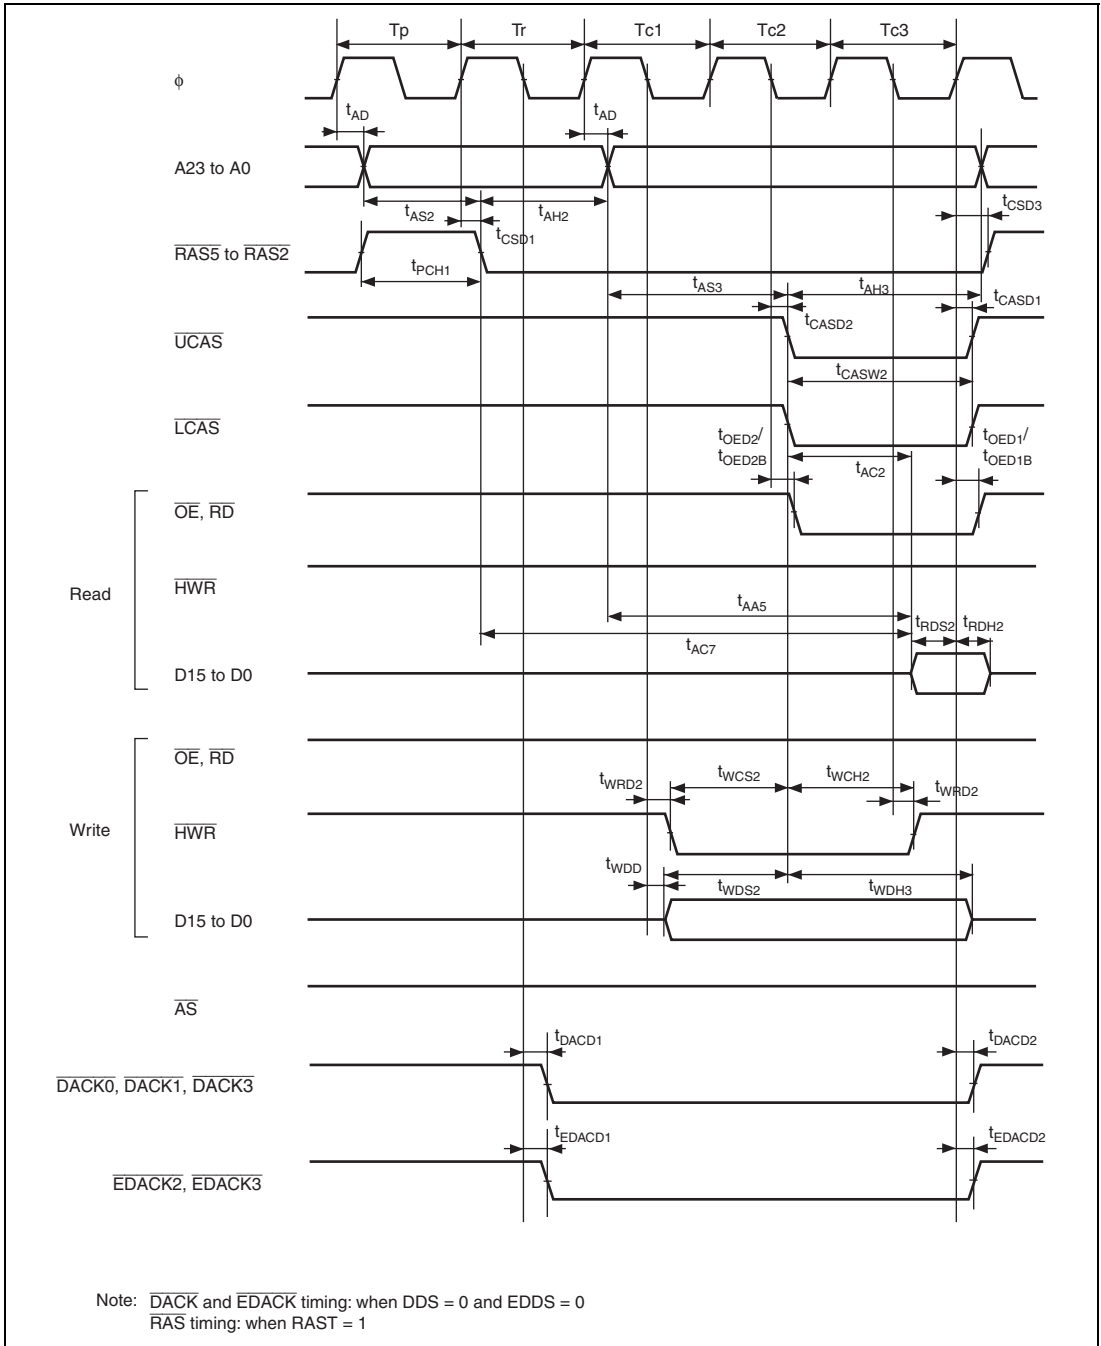 Tp Tr Tc1 Tc2 Tc3
ϕ
tAD tAD
A23 to A0
tAS2 tAH2 tCSD3
tCSD1
RAS5 to RAS2
tPCH1
tAS3 tAH3
tCASD1
tCASD2
UCAS
tCASW2
LCAS
tOED2/ tOED1/
tOED2B tAC2 tOED1B
OE, RD
Read
HWR
tAA5
tRDS2 tRDH2
tAC7
D15 to D0
OE, RD
tWRD2 tWCS2 tWCH2 tWRD2
Write
HWR
tWDD
tWDS2 tWDH3
D15 to D0
AS
tDACD1 tDACD2
DACK0, DACK1, DACK3
tEDACD1 tEDACD2
EDACK2, EDACK3
Note: DACK and EDACK timing: when DDS = 0 and EDDS = 0
RAS timing: when RAST = 1